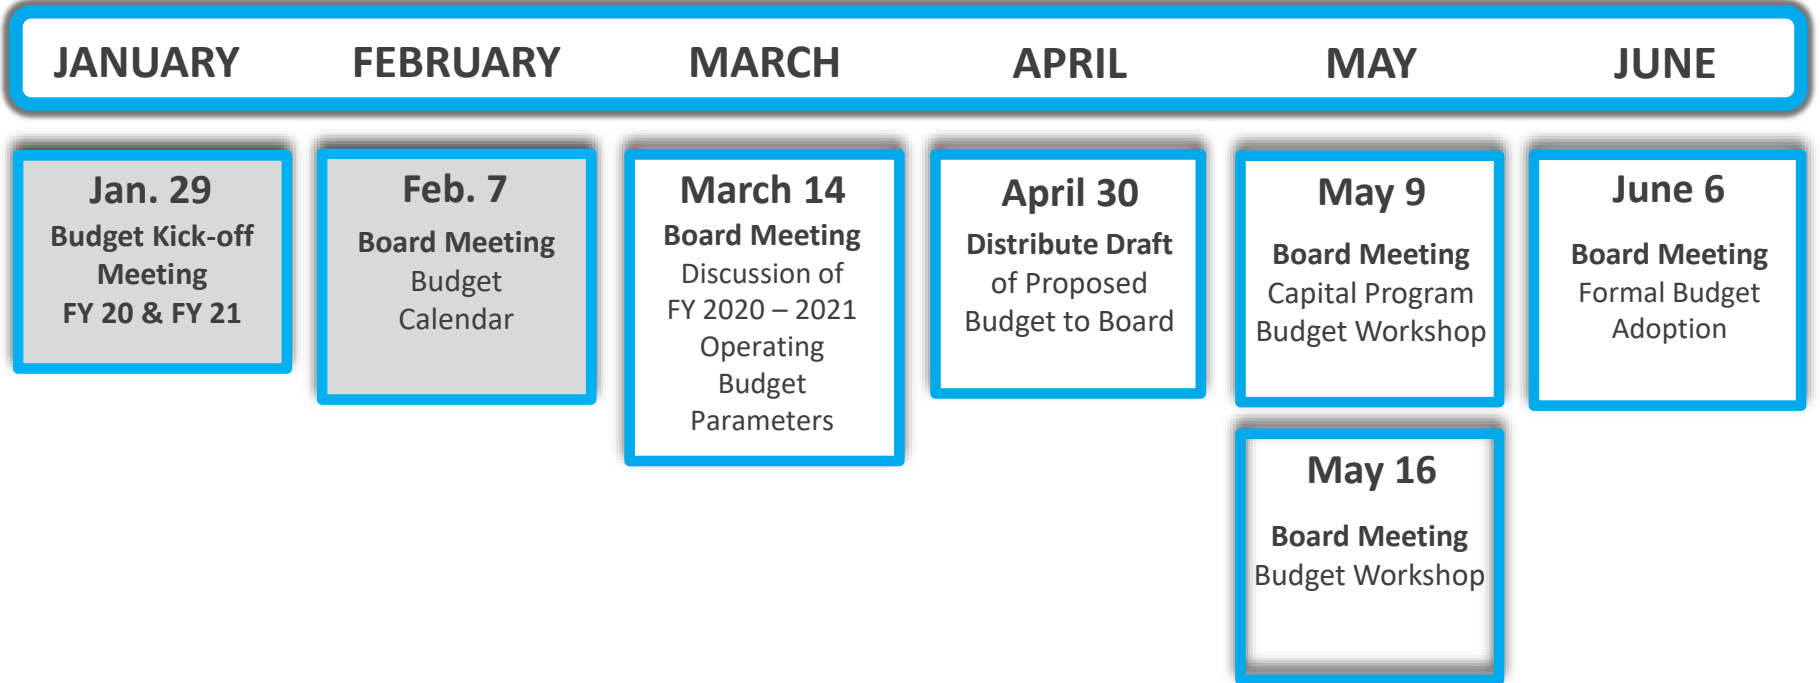 JANUARY FEBRUARY MARCH APRIL MAY JUNE
Jan. 29
Budget Kick-off
Meeting
FY 20 & FY 21
Feb. 7
Board Meeting
Budget
Calendar
March 14
Board Meeting
Discussion of
FY 2020 – 2021
Operating
Budget
Parameters
April 30
Distribute Draft
of Proposed
Budget to Board
May 9
Board Meeting
Capital Program
Budget Workshop
May 16
Board Meeting
Budget Workshop
June 6
Board Meeting
Formal Budget
Adoption